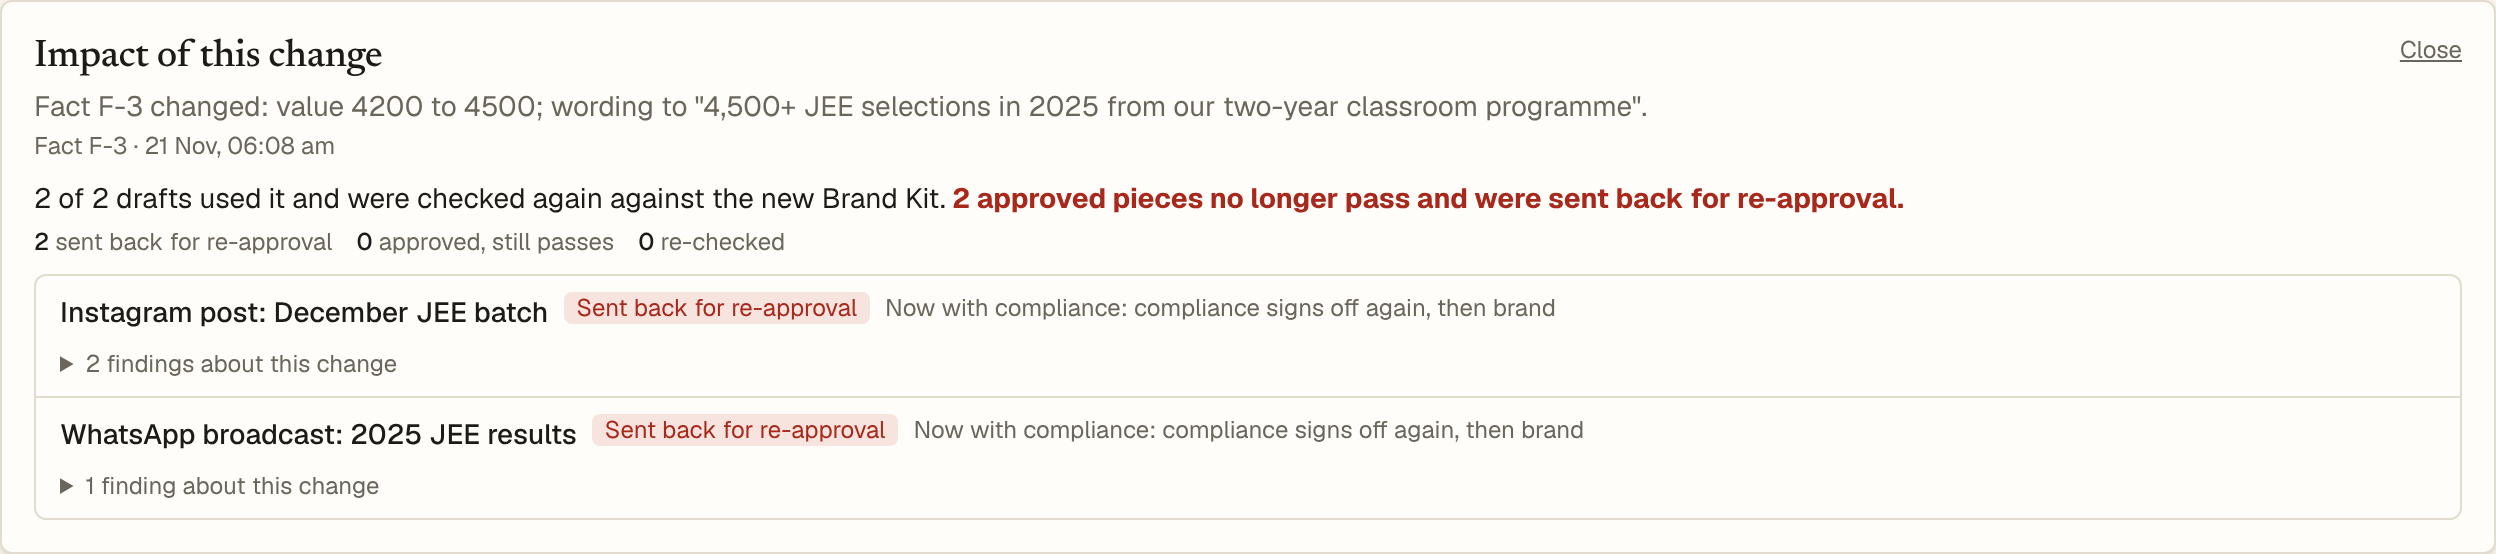 Impact of this change
Close
Fact F-3 changed: value 4200 to 4500; wording to "4,500+ JEE selections in 2025 from our two-year classroom programme".
Fact F-3 · 21 Nov, 06:08 am
2 of 2 drafts used it and were checked again against the new Brand Kit. 2 approved pieces no longer pass and were sent back for re-approval.
2 sent back for re-approval 0 approved, still passes 0 re-checked
Instagram post: December JEE batch Sent back for re-approval Now with compliance: compliance signs off again, then brand
▶ 2 findings about this change
WhatsApp broadcast: 2025 JEE results Sent back for re-approval Now with compliance: compliance signs off again, then brand
▶ 1 finding about this change